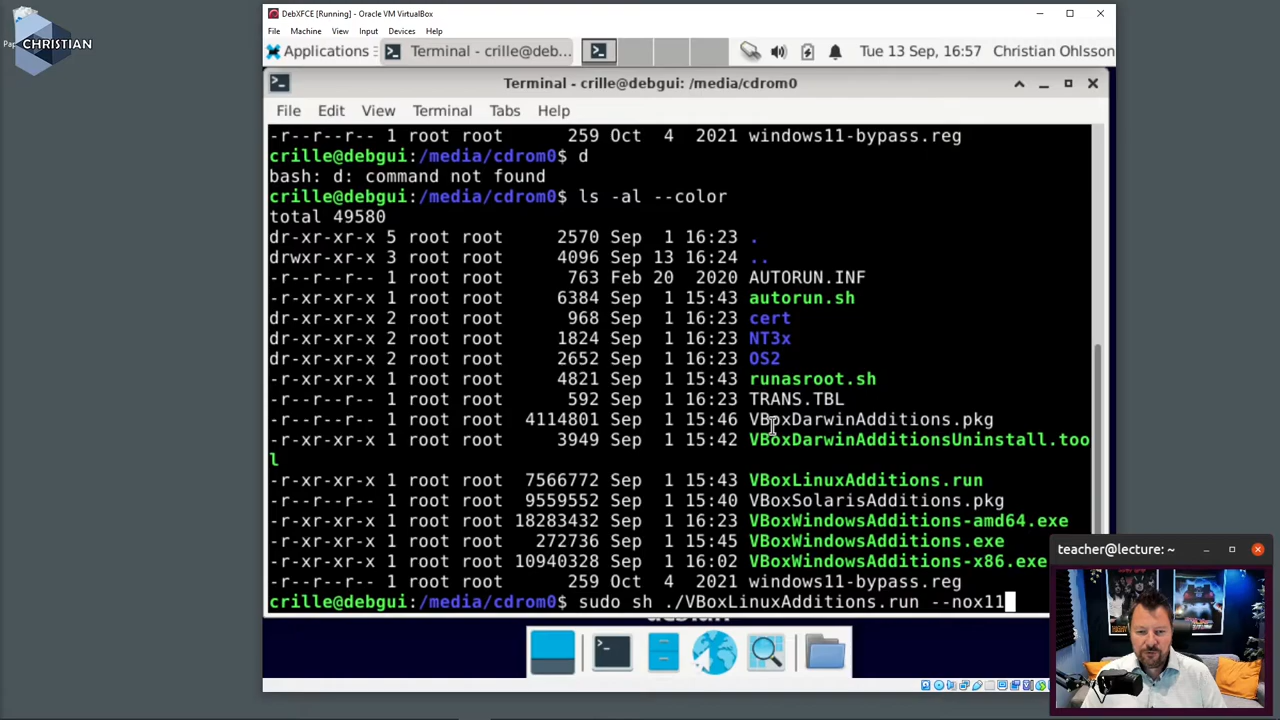 DebXFCE [Running] - Oracle VM VirtualBox
CHRISTIAN
File Machine View Input Devices Help
Applications Terminal - crille@deb... Tue 13 Sep, 16:57 Christian Ohlsson
Terminal - crille@debgui: /media/cdrom0
File Edit View Terminal Tabs Help
-r--r--r-- 1 root root 259 Oct 4 2021 windows11-bypass.reg
crille@debgui:/media/cdrom0$ d
bash: d: command not found
crille@debgui:/media/cdrom0$ ls -al --color
total 49580
dr-xr-xr-x 5 root root 2570 Sep 1 16:23 .
drwxr-xr-x 3 root root 4096 Sep 13 16:24 ..
-r--r--r-- 1 root root 763 Feb 20 2020 AUTORUN.INF
-r-xr-xr-x 1 root root 6384 Sep 1 15:43 autorun.sh
dr-xr-xr-x 2 root root 968 Sep 1 16:23 cert
dr-xr-xr-x 2 root root 1824 Sep 1 16:23 NT3x
dr-xr-xr-x 2 root root 2652 Sep 1 16:23 OS2
-r-xr-xr-x 1 root root 4821 Sep 1 15:43 runasroot.sh
-r--r--r-- 1 root root 592 Sep 1 16:23 TRANS.TBL
-r--r--r-- 1 root root 4114801 Sep 1 15:46 VBoxDarwinAdditions.pkg
-r-xr-xr-x 1 root root 3949 Sep 1 15:42 VBoxDarwinAdditionsUninstall.too
l
-r-xr-xr-x 1 root root 7566772 Sep 1 15:43 VBoxLinuxAdditions.run
-r--r--r-- 1 root root 9559552 Sep 1 15:40 VBoxSolarisAdditions.pkg
-r-xr-xr-x 1 root root 18283432 Sep 1 16:23 VBoxWindowsAdditions-amd64.exe
-r-xr-xr-x 1 root root 272736 Sep 1 15:45 VBoxWindowsAdditions.exe
-r-xr-xr-x 1 root root 10940328 Sep 1 16:02 VBoxWindowsAdditions-x86.exe
-r--r--r-- 1 root root 259 Oct 4 2021 windows11-bypass.reg
crille@debgui:/media/cdrom0$ sudo sh ./VBoxLinuxAdditions.run --nox11
teacher@lecture: ~